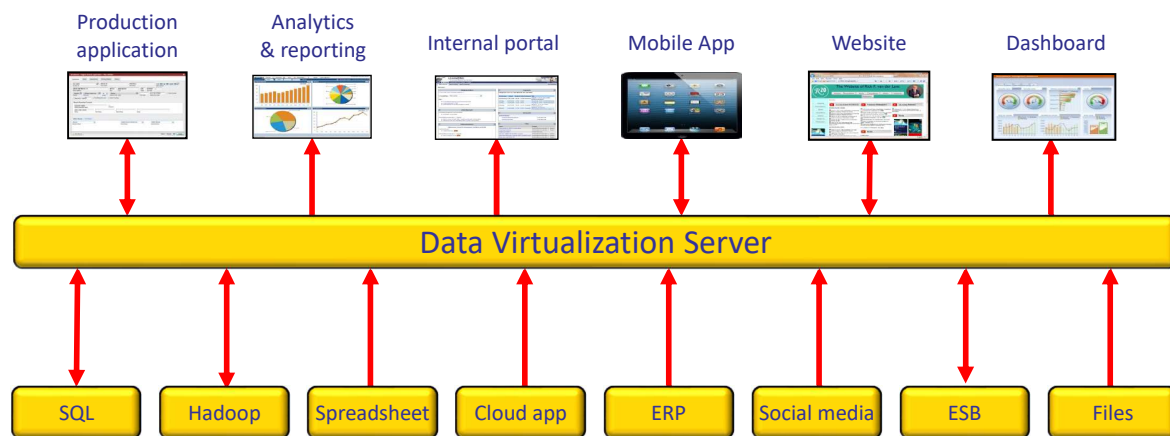 Production
application
Analytics
& reporting
Internal portal
Mobile App
Website
Dashboard
Data Virtualization Server
SQL
Hadoop
Spreadsheet
Cloud app
ERP
Social media
ESB
Files